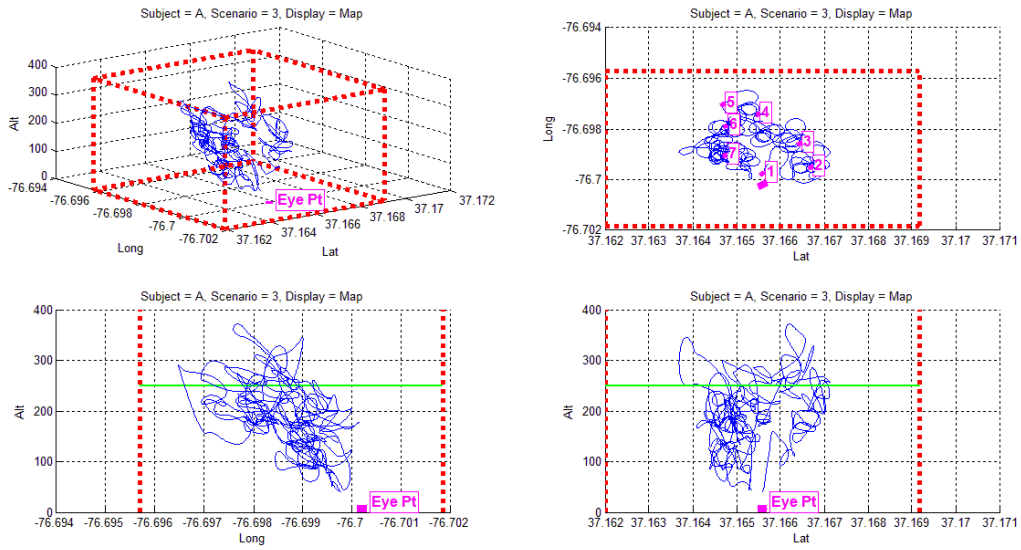 Subject = A, Scenario = 3, Display = Map
400
300
200
100
0
Alt
-76.694
-76.696
-76.698
-76.7
-76.702
Long
37.162
37.164
37.166
37.168
37.17
37.172
Lat
Eye Pt
Subject = A, Scenario = 3, Display = Map
-76.694
-76.696
-76.698
-76.7
-76.702
Long
5
4
6
3
7
2
1
37.162 37.163 37.164 37.165 37.166 37.167 37.168 37.169 37.17 37.171
Lat
Subject = A, Scenario = 3, Display = Map
400
300
200
100
0
Alt
Eye Pt
-76.694 -76.695 -76.696 -76.697 -76.698 -76.699 -76.7 -76.701 -76.702
Long
Subject = A, Scenario = 3, Display = Map
400
300
200
100
0
Alt
Eye Pt
37.162 37.163 37.164 37.165 37.166 37.167 37.168 37.169 37.17 37.171
Lat